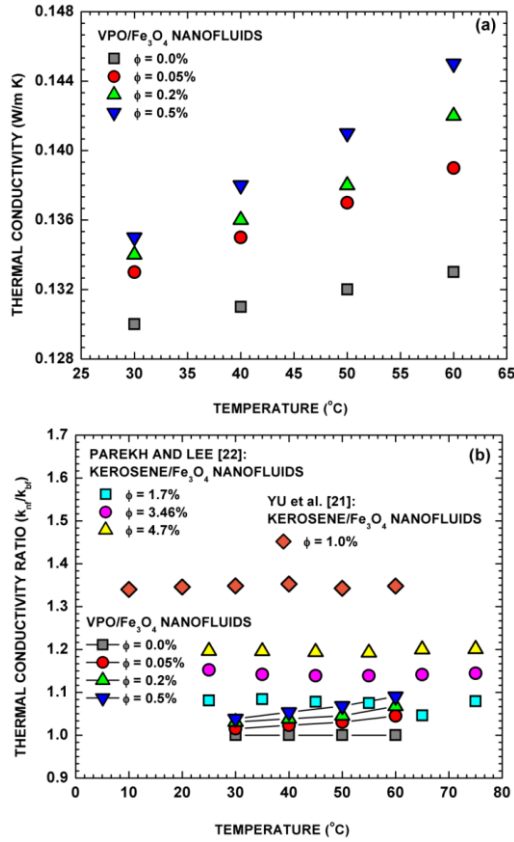 (a)
VPO/Fe₃O₄ NANOFLUIDS
ϕ = 0.0%
ϕ = 0.05%
ϕ = 0.2%
ϕ = 0.5%
THERMAL CONDUCTIVITY (W/m K)
0.148
0.144
0.140
0.136
0.132
0.128
25 30 35 40 45 50 55 60 65
TEMPERATURE (°C)
(b)
PAREKH AND LEE [22]:
KEROSENE/Fe₃O₄ NANOFLUIDS
ϕ = 1.7%
ϕ = 3.46%
ϕ = 4.7%
YU et al. [21]:
KEROSENE/Fe₃O₄ NANOFLUIDS
ϕ = 1.0%
VPO/Fe₃O₄ NANOFLUIDS
ϕ = 0.0%
ϕ = 0.05%
ϕ = 0.2%
ϕ = 0.5%
THERMAL CONDUCTIVITY RATIO (kₙf/k_bf)
1.7
1.6
1.5
1.4
1.3
1.2
1.1
1.0
0.9
0 10 20 30 40 50 60 70 80
TEMPERATURE (°C)